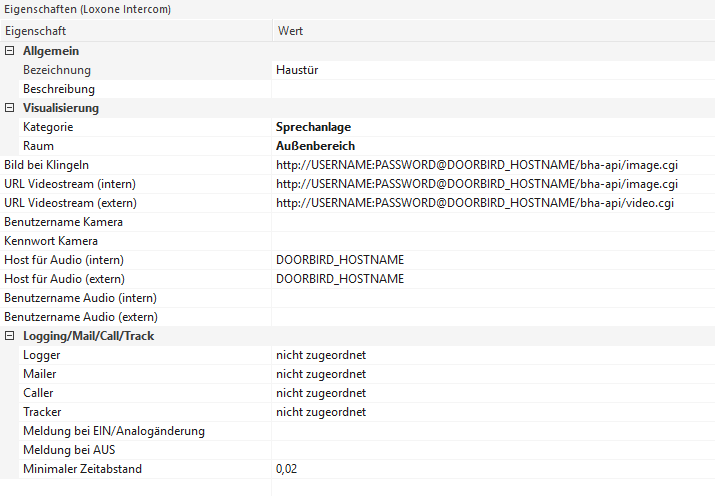 Eigenschaften (Loxone Intercom)
Eigenschaft Wert
Allgemein
Bezeichnung Haustür
Beschreibung
Visualisierung
Kategorie Sprechanlage
Raum Außenbereich
Bild bei Klingeln http://USERNAME:PASSWORD@DOORBIRD_HOSTNAME/bha-api/image.cgi
URL Videostream (intern) http://USERNAME:PASSWORD@DOORBIRD_HOSTNAME/bha-api/image.cgi
URL Videostream (extern) http://USERNAME:PASSWORD@DOORBIRD_HOSTNAME/bha-api/video.cgi
Benutzername Kamera
Kennwort Kamera
Host für Audio (intern) DOORBIRD_HOSTNAME
Host für Audio (extern) DOORBIRD_HOSTNAME
Benutzername Audio (intern)
Benutzername Audio (extern)
Logging/Mail/Call/Track
Logger nicht zugeordnet
Mailer nicht zugeordnet
Caller nicht zugeordnet
Tracker nicht zugeordnet
Meldung bei EIN/Analogänderung
Meldung bei AUS
Minimaler Zeitabstand 0,02